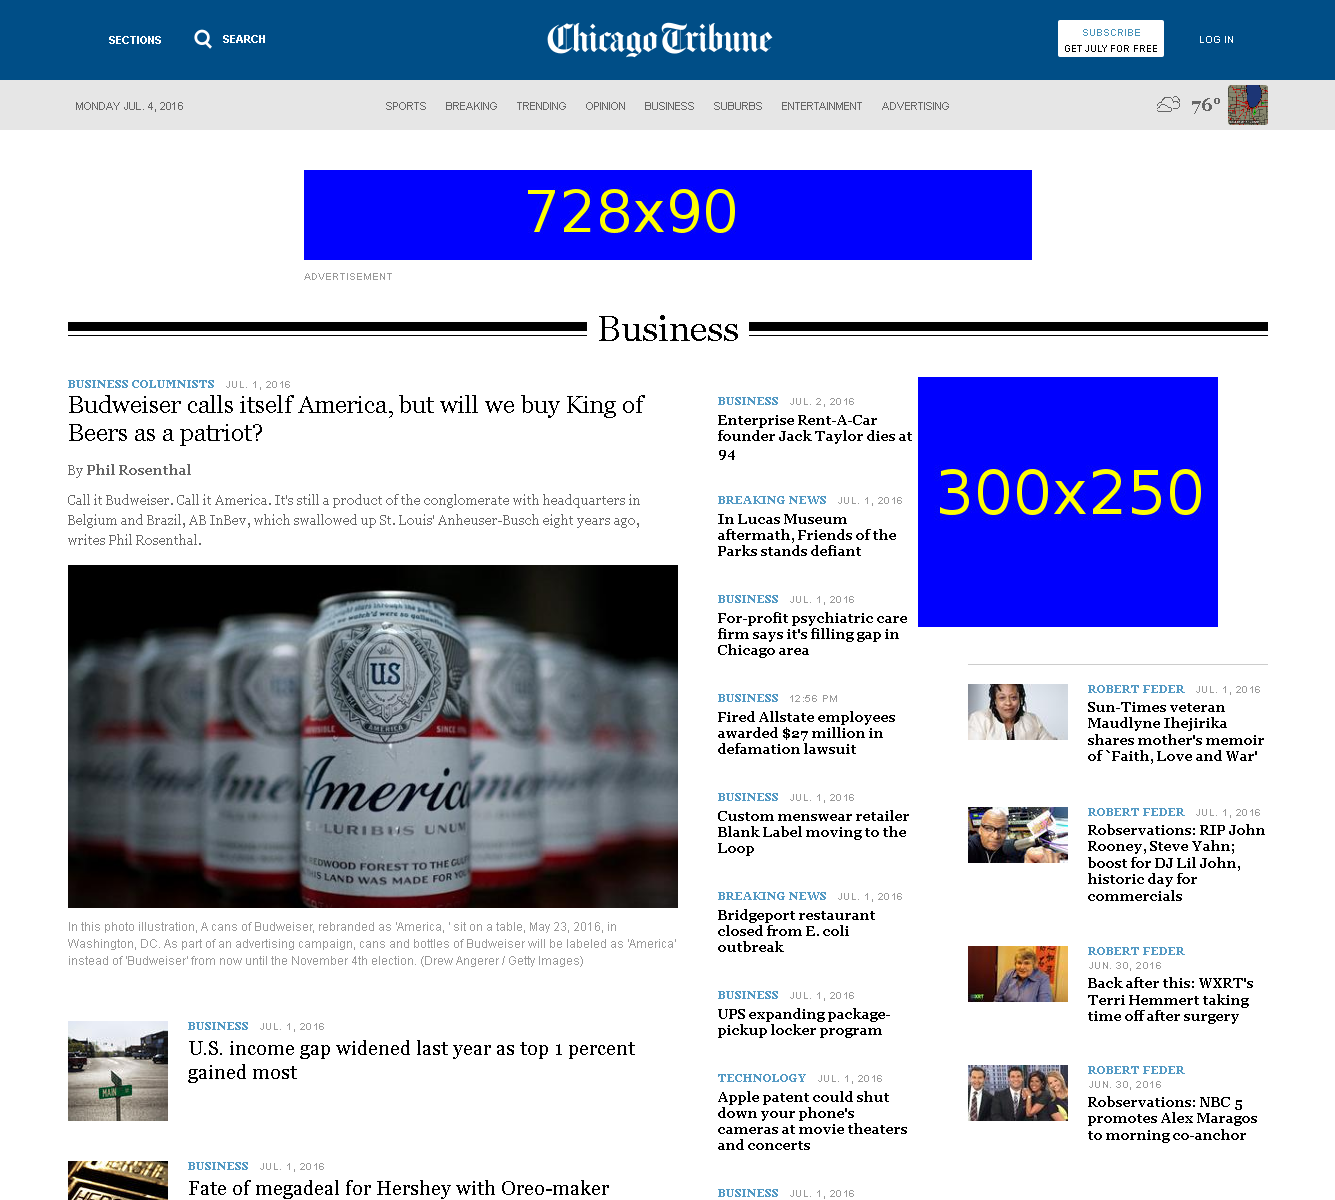 SECTIONS
SEARCH
Chicago Tribune
SUBSCRIBE
GET JULY FOR FREE
LOG IN
MONDAY JUL. 4, 2016
SPORTS BREAKING TRENDING OPINION BUSINESS SUBURBS ENTERTAINMENT ADVERTISING
76°
728x90
ADVERTISEMENT
Business
BUSINESS COLUMNISTS JUL. 1, 2016
Budweiser calls itself America, but will we buy King of
Beers as a patriot?
By Phil Rosenthal
Call it Budweiser. Call it America. It's still a product of the conglomerate with headquarters in
Belgium and Brazil, AB InBev, which swallowed up St. Louis' Anheuser-Busch eight years ago,
writes Phil Rosenthal.
US
AMERICA
SINCE
America
PLURIBUS UNUM
REDWOOD FOREST TO THE
THIS LAND WAS MADE FOR YOU
In this photo illustration, A cans of Budweiser, rebranded as 'America, ' sit on a table, May 23, 2016, in
Washington, DC. As part of an advertising campaign, cans and bottles of Budweiser will be labeled as 'America'
instead of 'Budweiser' from now until the November 4th election. (Drew Angerer / Getty Images)
MAIN
BUSINESS JUL. 1, 2016
U.S. income gap widened last year as top 1 percent
gained most
BUSINESS JUL. 1, 2016
Fate of megadeal for Hershey with Oreo-maker
BUSINESS JUL. 2, 2016
Enterprise Rent-A-Car
founder Jack Taylor dies at
94
BREAKING NEWS JUL. 1, 2016
In Lucas Museum
aftermath, Friends of the
Parks stands defiant
BUSINESS JUL. 1, 2016
For-profit psychiatric care
firm says it's filling gap in
Chicago area
BUSINESS 12:56 PM
Fired Allstate employees
awarded $27 million in
defamation lawsuit
BUSINESS JUL. 1, 2016
Custom menswear retailer
Blank Label moving to the
Loop
BREAKING NEWS JUL. 1, 2016
Bridgeport restaurant
closed from E. coli
outbreak
BUSINESS JUL. 1, 2016
UPS expanding package-
pickup locker program
TECHNOLOGY JUL. 1, 2016
Apple patent could shut
down your phone's
cameras at movie theaters
and concerts
BUSINESS JUL. 1, 2016
300x250
ROBERT FEDER JUL. 1, 2016
Sun-Times veteran
Maudlyne Ihejirika
shares mother's memoir
of `Faith, Love and War'
ROBERT FEDER JUL. 1, 2016
Robservations: RIP John
Rooney, Steve Yahn;
boost for DJ Lil John,
historic day for
commercials
ROBERT FEDER
JUN. 30, 2016
Back after this: WXRT's
Terri Hemmert taking
time off after surgery
ROBERT FEDER
JUN. 30, 2016
Robservations: NBC 5
promotes Alex Maragos
to morning co-anchor